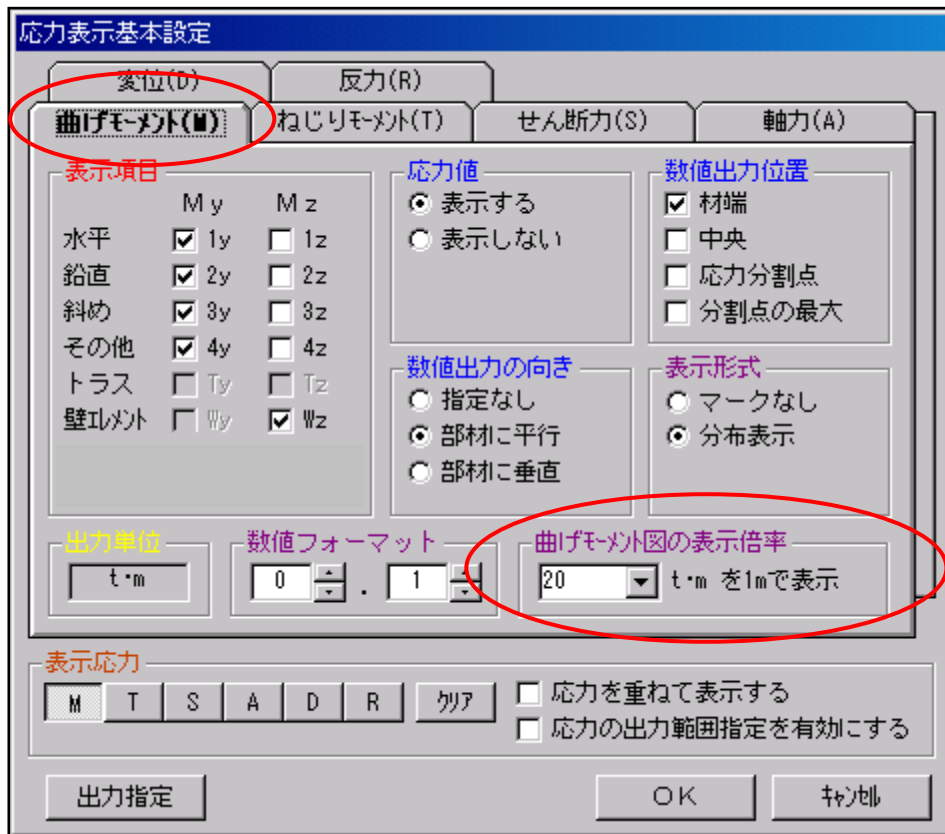 応力表示基本設定
変位(D) 反力(R)
曲げﾓｰﾒﾝﾄ(M) ねじりﾓｰﾒﾝﾄ(T) せん断力(S) 軸力(A)
表示項目
My Mz
水平 1y 1z
鉛直 2y 2z
斜め 3y 3z
その他 4y 4z
トラス Ty Tz
壁ｴﾚﾒﾝﾄ Wy Wz
応力値
表示する
表示しない
数値出力位置
材端
中央
応力分割点
分割点の最大
数値出力の向き
指定なし
部材に平行
部材に垂直
表示形式
マークなし
分布表示
出力単位
t･m
数値フォーマット
0 . 1
曲げﾓｰﾒﾝﾄ図の表示倍率
20 t･m を1mで表示
表示応力
M T S A D R ｸﾘｱ
応力を重ねて表示する
応力の出力範囲指定を有効にする
出力指定 OK ｷｬﾝｾﾙ